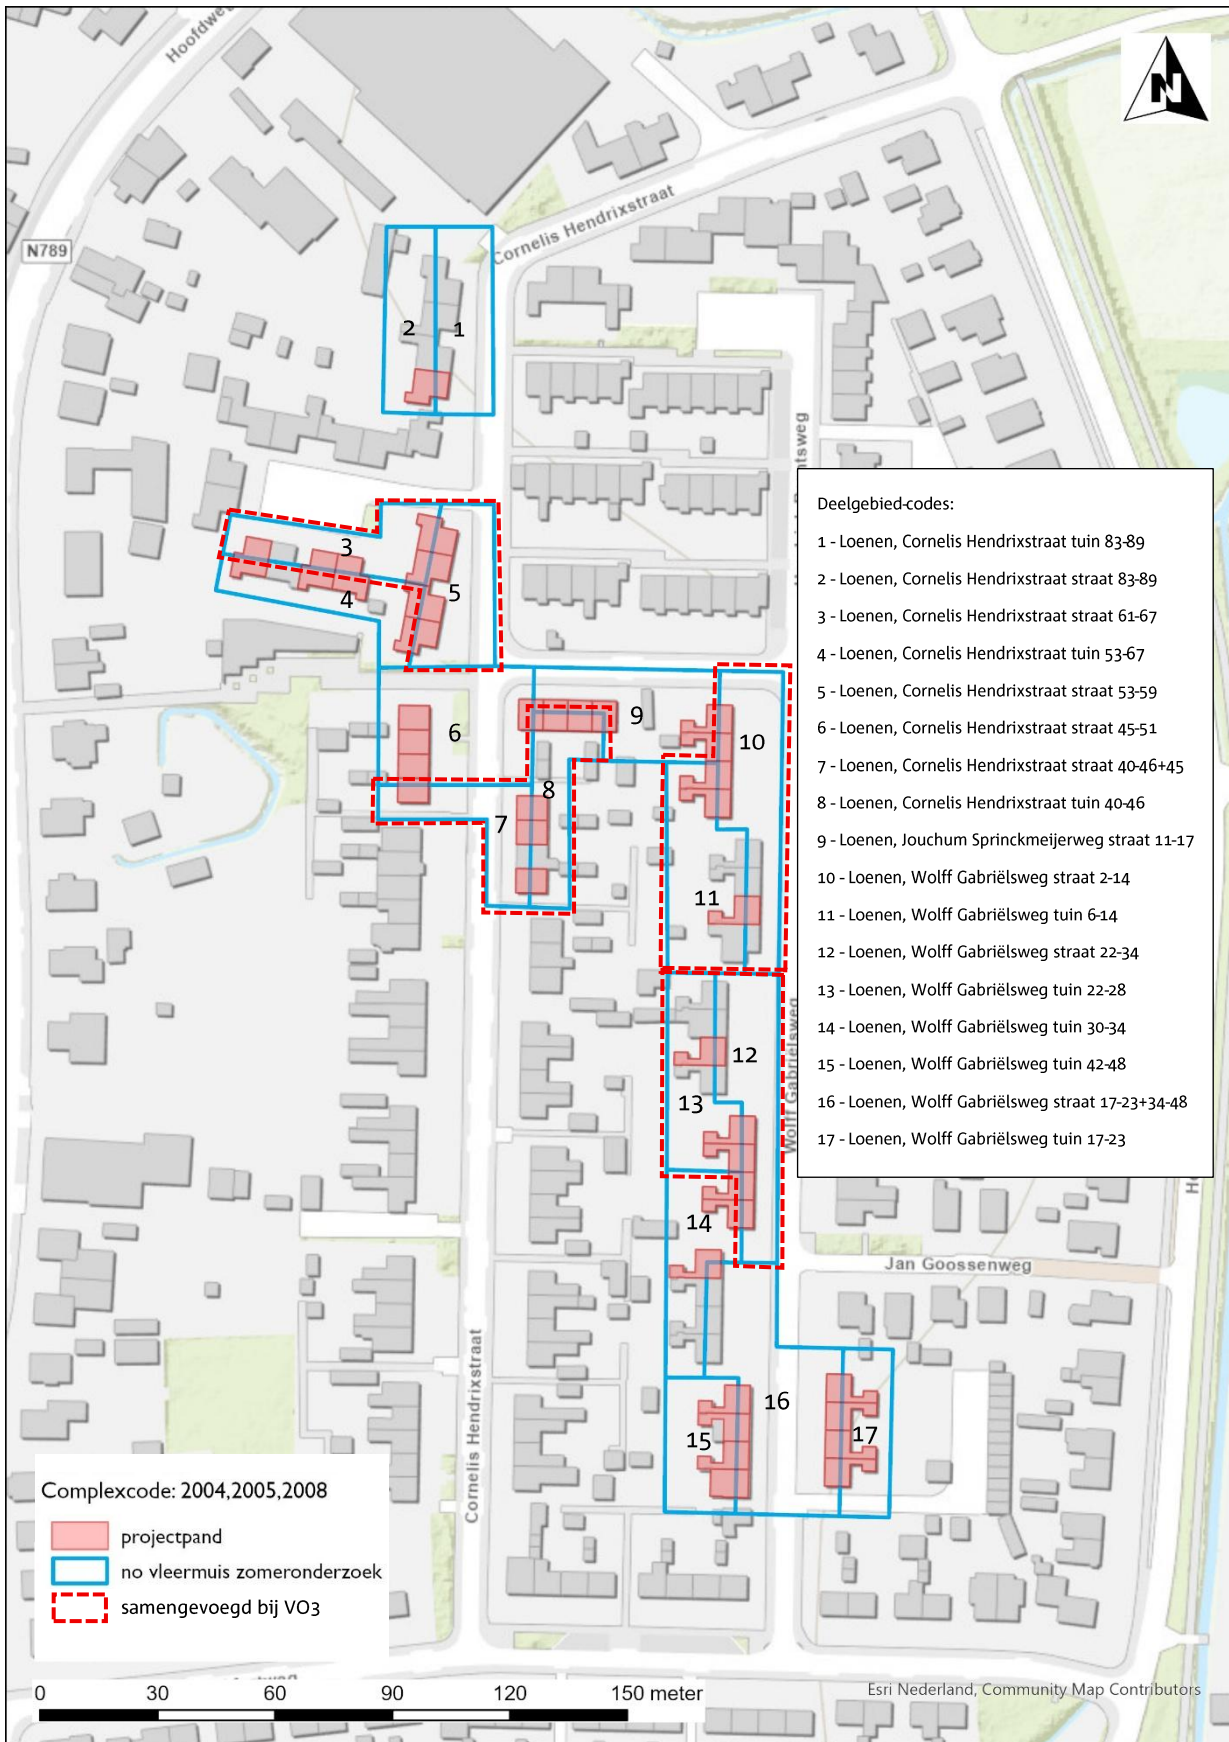 Hoofdweg
N
N789
Cornelis Hendrixstraat
2
1
ntsweg
3
4
5
6
9
10
8
7
11
12
13
14
16
15
17
Wolff Gabriëlsweg
Jan Goossenweg
Cornelis Hendrixstraat
Deelgebied-codes:
1 - Loenen, Cornelis Hendrixstraat tuin 83-89
2 - Loenen, Cornelis Hendrixstraat straat 83-89
3 - Loenen, Cornelis Hendrixstraat straat 61-67
4 - Loenen, Cornelis Hendrixstraat tuin 53-67
5 - Loenen, Cornelis Hendrixstraat straat 53-59
6 - Loenen, Cornelis Hendrixstraat straat 45-51
7 - Loenen, Cornelis Hendrixstraat straat 40-46+45
8 - Loenen, Cornelis Hendrixstraat tuin 40-46
9 - Loenen, Jouchum Sprinckmeijerweg straat 11-17
10 - Loenen, Wolff Gabriëlsweg straat 2-14
11 - Loenen, Wolff Gabriëlsweg tuin 6-14
12 - Loenen, Wolff Gabriëlsweg straat 22-34
13 - Loenen, Wolff Gabriëlsweg tuin 22-28
14 - Loenen, Wolff Gabriëlsweg tuin 30-34
15 - Loenen, Wolff Gabriëlsweg tuin 42-48
16 - Loenen, Wolff Gabriëlsweg straat 17-23+34-48
17 - Loenen, Wolff Gabriëlsweg tuin 17-23
Complexcode: 2004,2005,2008
projectpand
no vleermuis zomeronderzoek
samengevoegd bij VO3
0 30 60 90 120 150 meter
Esri Nederland, Community Map Contributors